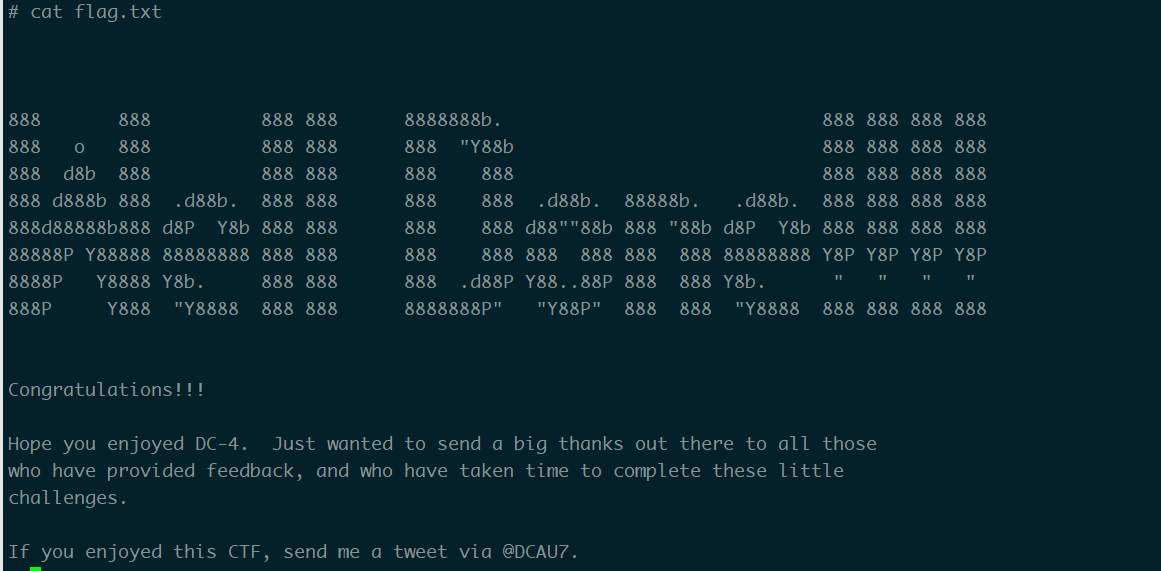 # cat flag.txt
888       888          888 888      8888888b.                             888 888 888 888
888   o   888          888 888      888  "Y88b                            888 888 888 888
888  d8b  888          888 888      888    888                            888 888 888 888
888 d888b 888  .d88b.  888 888      888    888  .d88b.  88888b.   .d88b.  888 888 888 888
888d88888b888 d8P  Y8b 888 888      888    888 d88""88b 888 "88b d8P  Y8b 888 888 888 888
88888P Y88888 88888888 888 888      888    888 888  888 888  888 88888888 Y8P Y8P Y8P Y8P
8888P   Y8888 Y8b.     888 888      888  .d88P Y88..88P 888  888 Y8b.      "   "   "   "
888P     Y888  "Y8888  888 888      8888888P"   "Y88P"  888  888  "Y8888  888 888 888 888
Congratulations!!!
Hope you enjoyed DC-4.  Just wanted to send a big thanks out there to all those
who have provided feedback, and who have taken time to complete these little
challenges.
If you enjoyed this CTF, send me a tweet via @DCAU7.